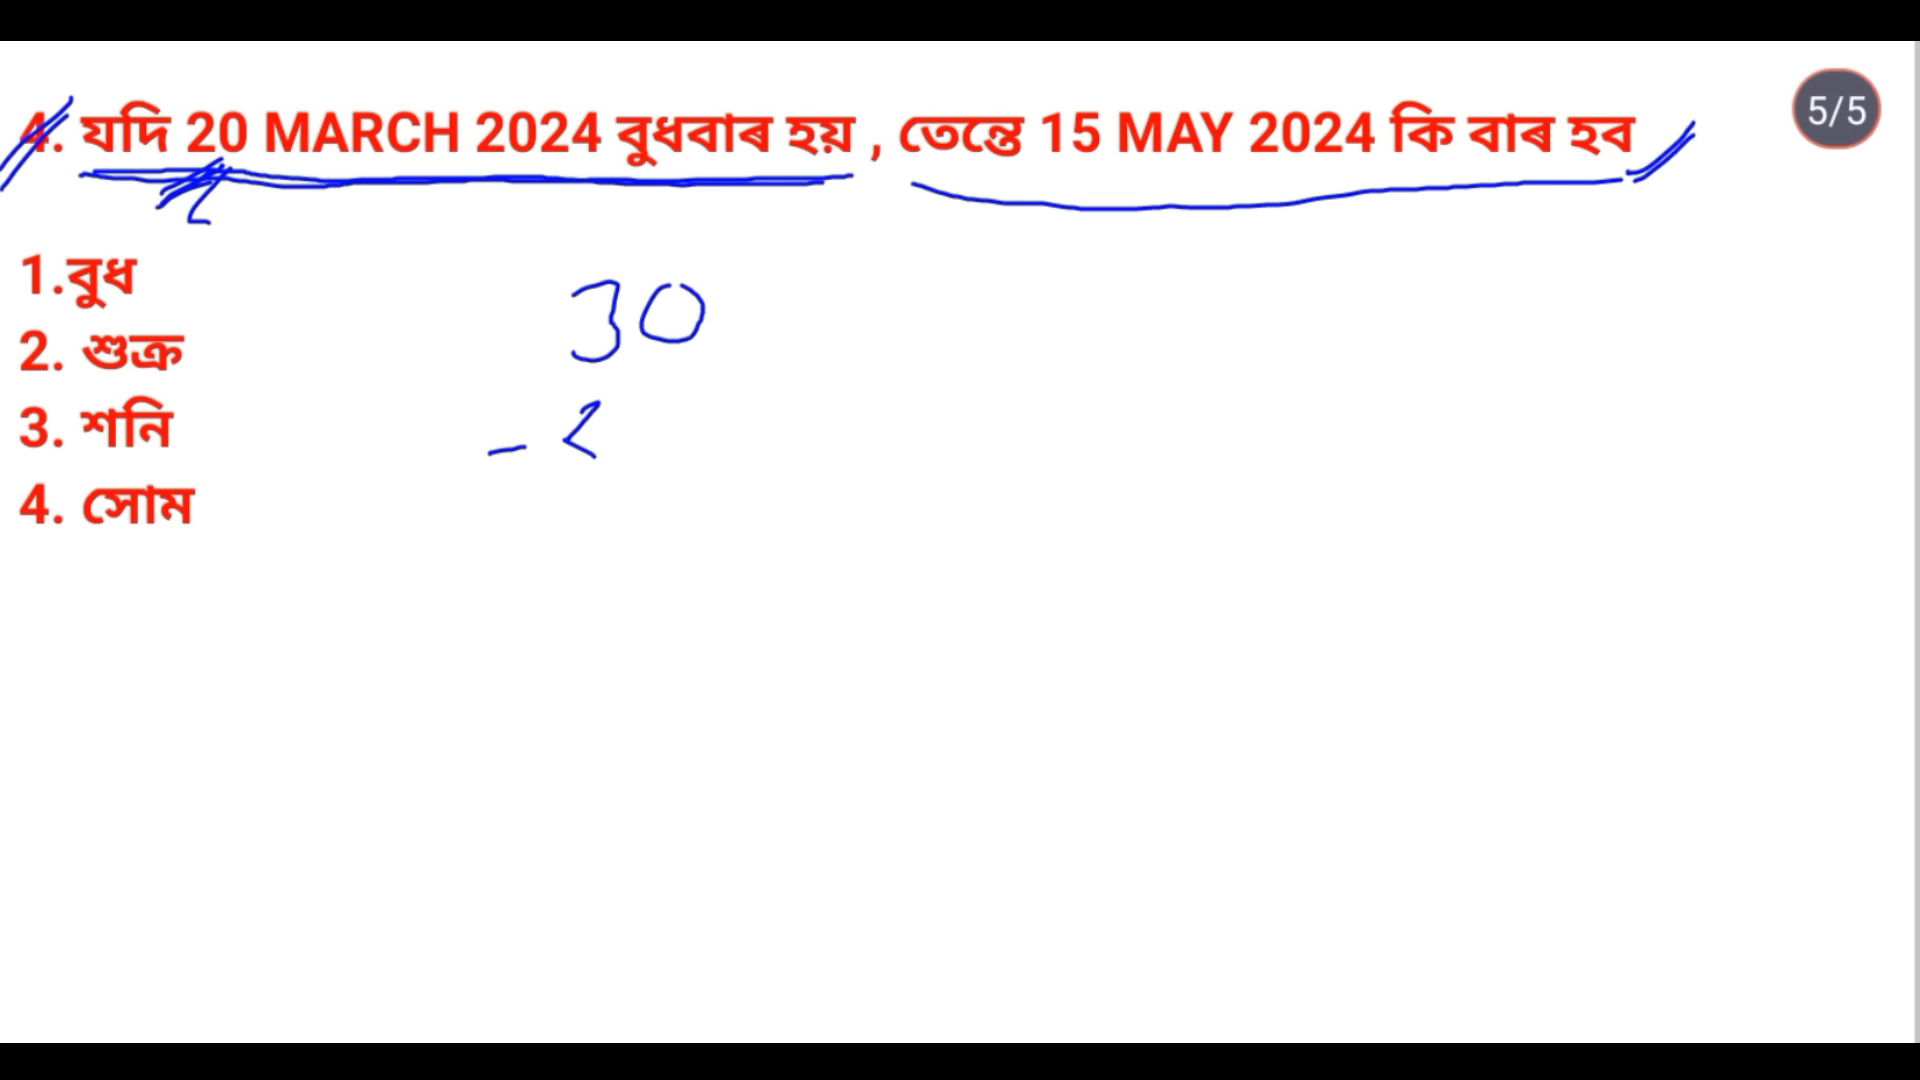 4. যদি 20 MARCH 2024 বুধবাৰ হয় , তেন্তে 15 MAY 2024 কি বাৰ হব
5/5
1.বুধ
2. শুক্ৰ
3. শনি
4. সোম
30
-